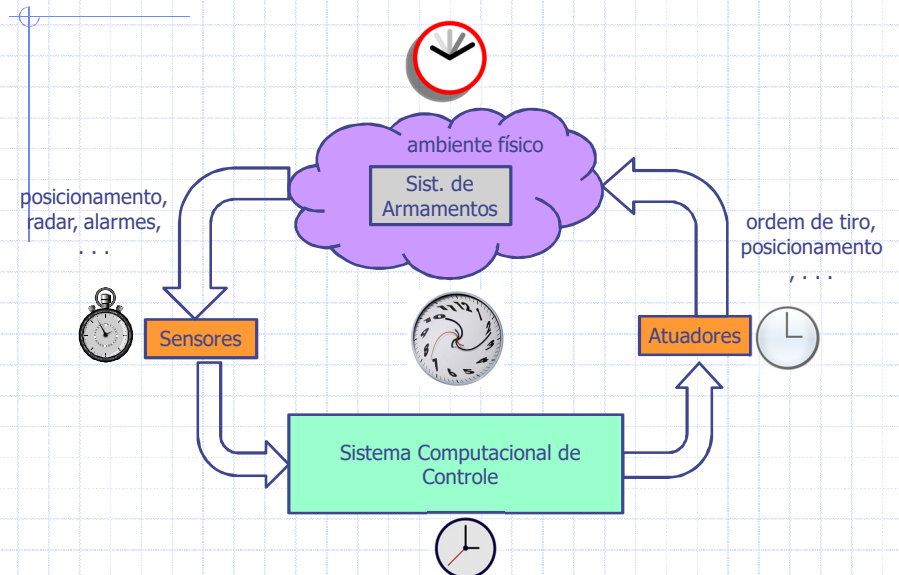 ambiente físico
Sist. de
Armamentos
posicionamento,
radar, alarmes,
. . .
ordem de tiro,
posicionamento
, . . .
Sensores
Atuadores
Sistema Computacional de
Controle